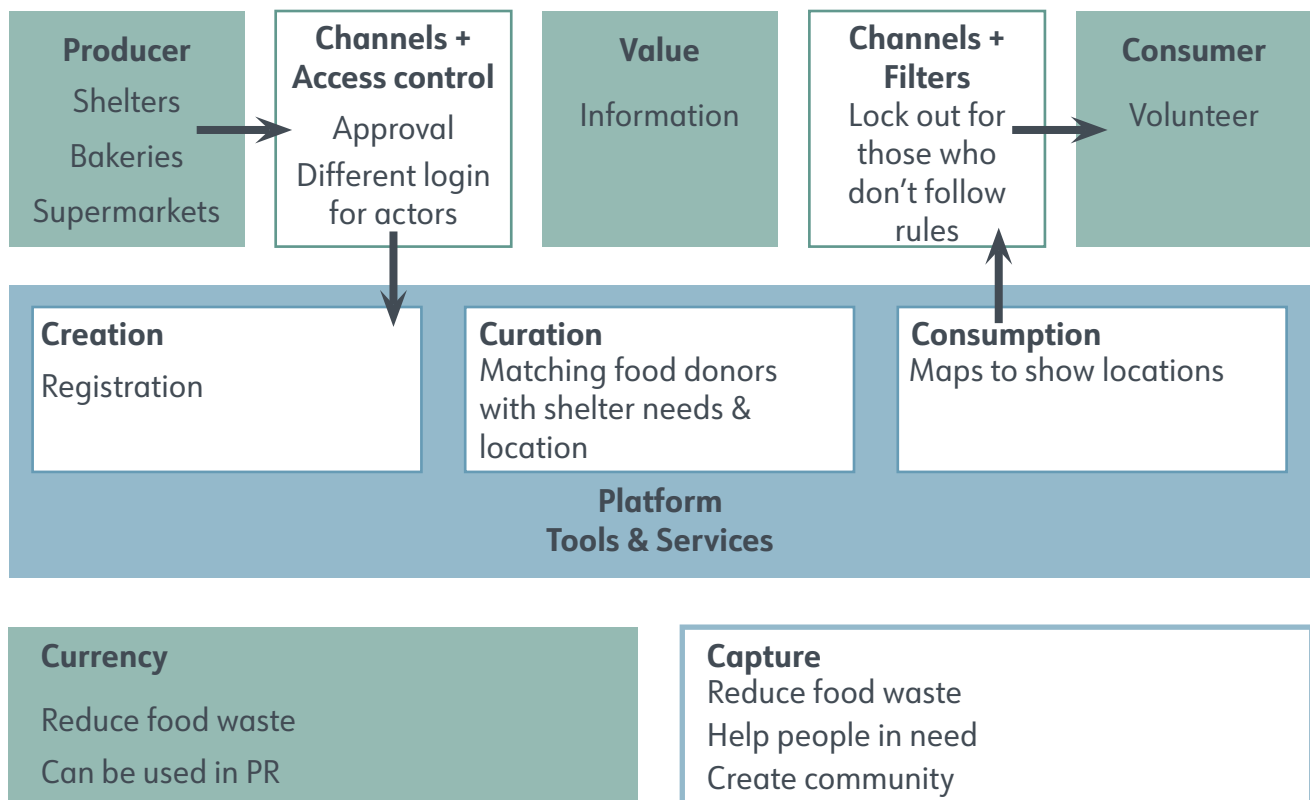 Producer
Shelters
Bakeries
Supermarkets
Channels +
Access control
Approval
Different login
for actors
Value
Information
Channels +
Filters
Lock out for
those who
don’t follow
rules
Consumer
Volunteer
Creation
Registration
Curation
Matching food donors
with shelter needs &
location
Consumption
Maps to show locations
Platform
Tools & Services
Currency
Reduce food waste
Can be used in PR
Capture
Reduce food waste
Help people in need
Create community